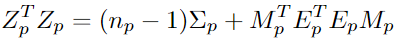 $Z_p^T Z_p = (n_p - 1)\Sigma_p + M_p^T E_p^T E_p M_p$